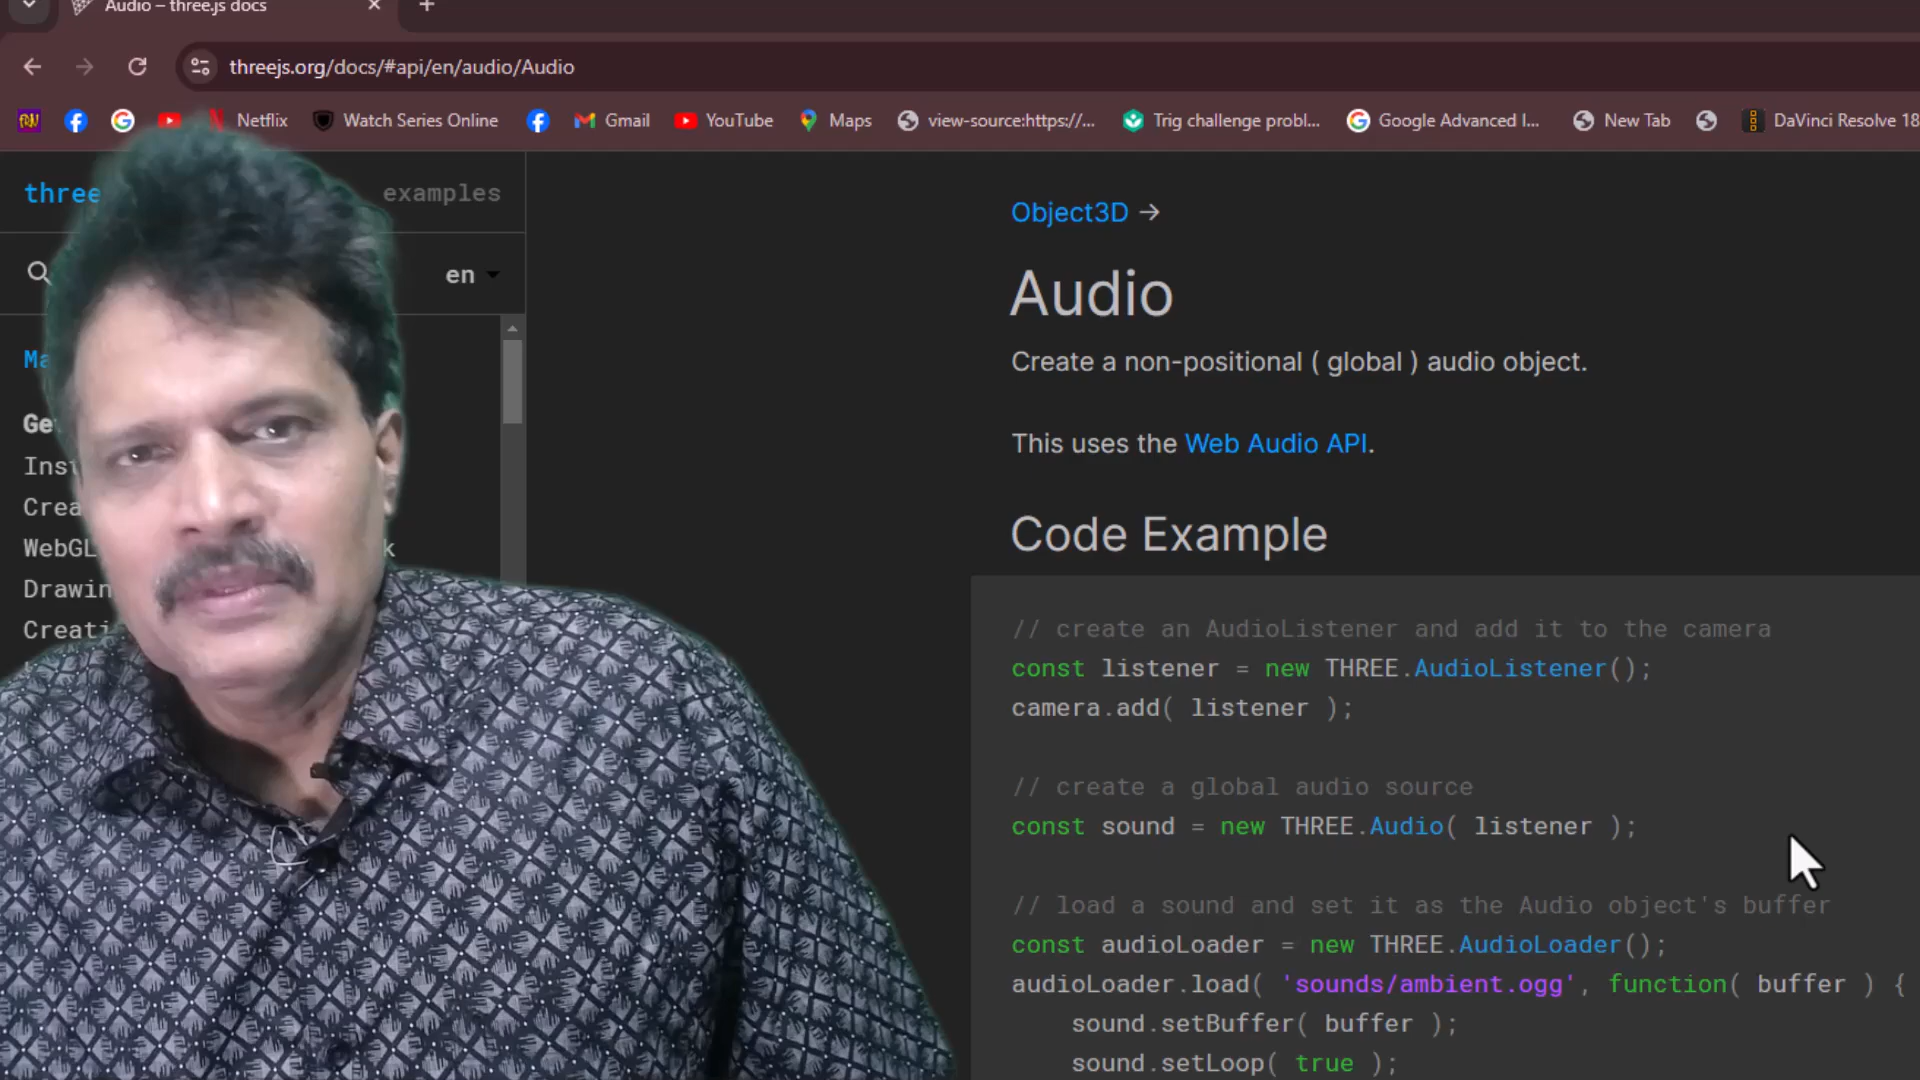 Audio – three.js docs
threejs.org/docs/#api/en/audio/Audio
Netflix
Watch Series Online
Gmail
YouTube
Maps
view-source:https://...
Trig challenge probl...
Google Advanced I...
New Tab
DaVinci Resolve 18
three
examples
en
Object3D →
Audio
Create a non-positional ( global ) audio object.
This uses the Web Audio API.
Code Example
// create an AudioListener and add it to the camera
const listener = new THREE.AudioListener();
camera.add( listener );
// create a global audio source
const sound = new THREE.Audio( listener );
// load a sound and set it as the Audio object's buffer
const audioLoader = new THREE.AudioLoader();
audioLoader.load( 'sounds/ambient.ogg', function( buffer ) {
sound.setBuffer( buffer );
sound.setLoop( true );